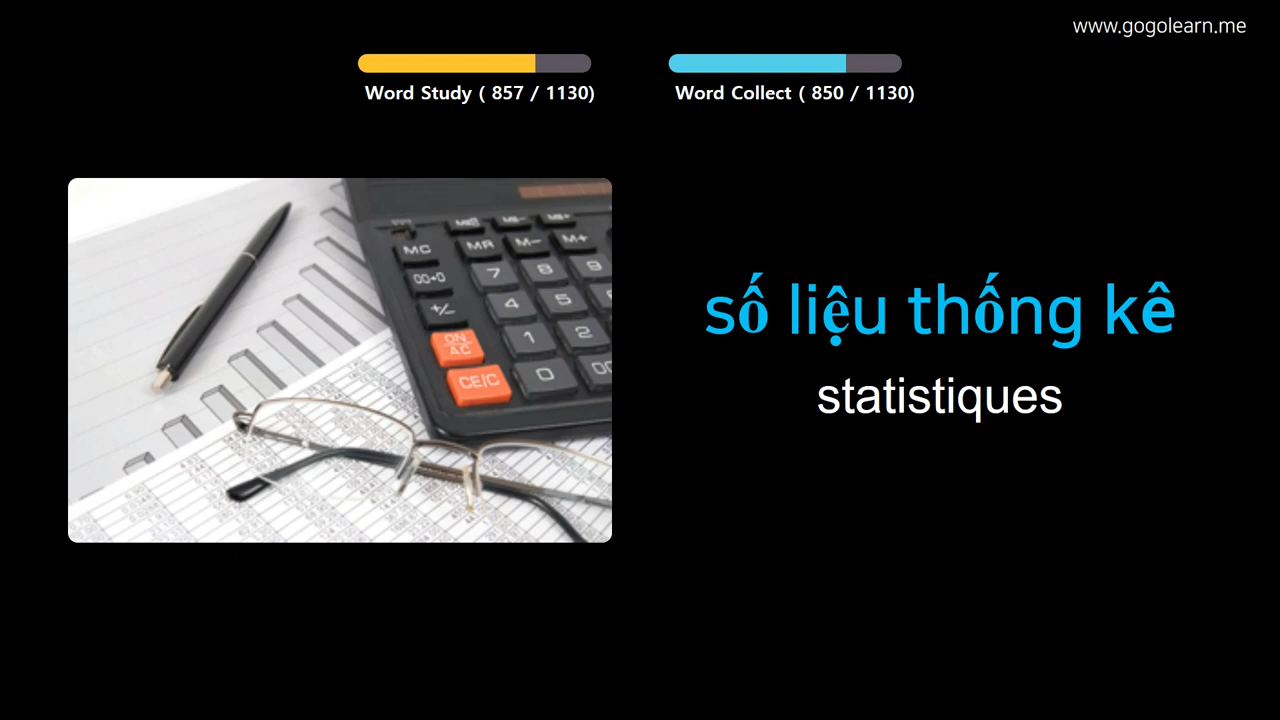 www.gogolearn.me
Word Study ( 857 / 1130)
Word Collect ( 850 / 1130)
MC
MR
M–
M+
00→0
7
8
9
+/–
4
5
ON/AC
1
2
CE/C
0
số liệu thống kê
statistiques